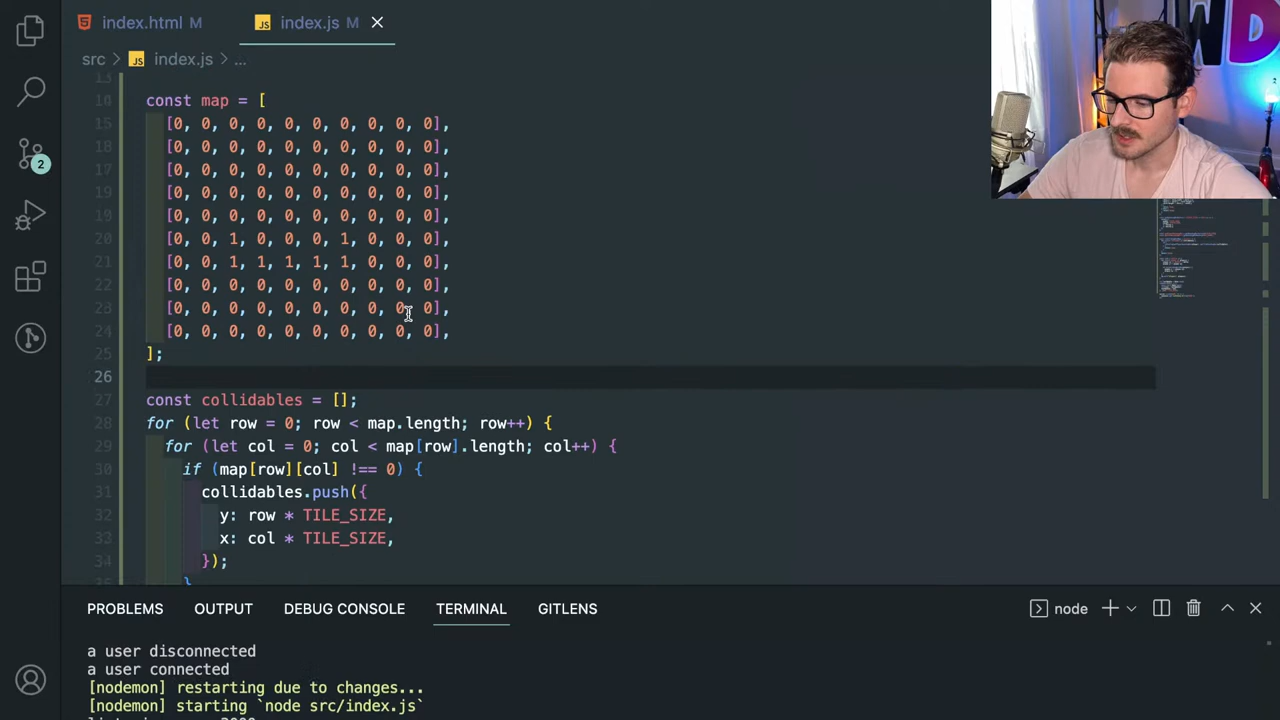 index.html M
JS index.js M
src > JS index.js > ...
13
14 const map = [
15 [0, 0, 0, 0, 0, 0, 0, 0, 0, 0],
18 [0, 0, 0, 0, 0, 0, 0, 0, 0, 0],
17 [0, 0, 0, 0, 0, 0, 0, 0, 0, 0],
19 [0, 0, 0, 0, 0, 0, 0, 0, 0, 0],
19 [0, 0, 0, 0, 0, 0, 0, 0, 0, 0],
20 [0, 0, 1, 0, 0, 0, 1, 0, 0, 0],
21 [0, 0, 1, 1, 1, 1, 1, 0, 0, 0],
22 [0, 0, 0, 0, 0, 0, 0, 0, 0, 0],
23 [0, 0, 0, 0, 0, 0, 0, 0, 0, 0],
24 [0, 0, 0, 0, 0, 0, 0, 0, 0, 0],
25 ];
26
27 const collidables = [];
28 for (let row = 0; row < map.length; row++) {
29 for (let col = 0; col < map[row].length; col++) {
30 if (map[row][col] !== 0) {
31 collidables.push({
32 y: row * TILE_SIZE,
33 x: col * TILE_SIZE,
34 });
35 }
2
PROBLEMS OUTPUT DEBUG CONSOLE TERMINAL GITLENS node
a user disconnected
a user connected
[nodemon] restarting due to changes...
[nodemon] starting `node src/index.js`
WD